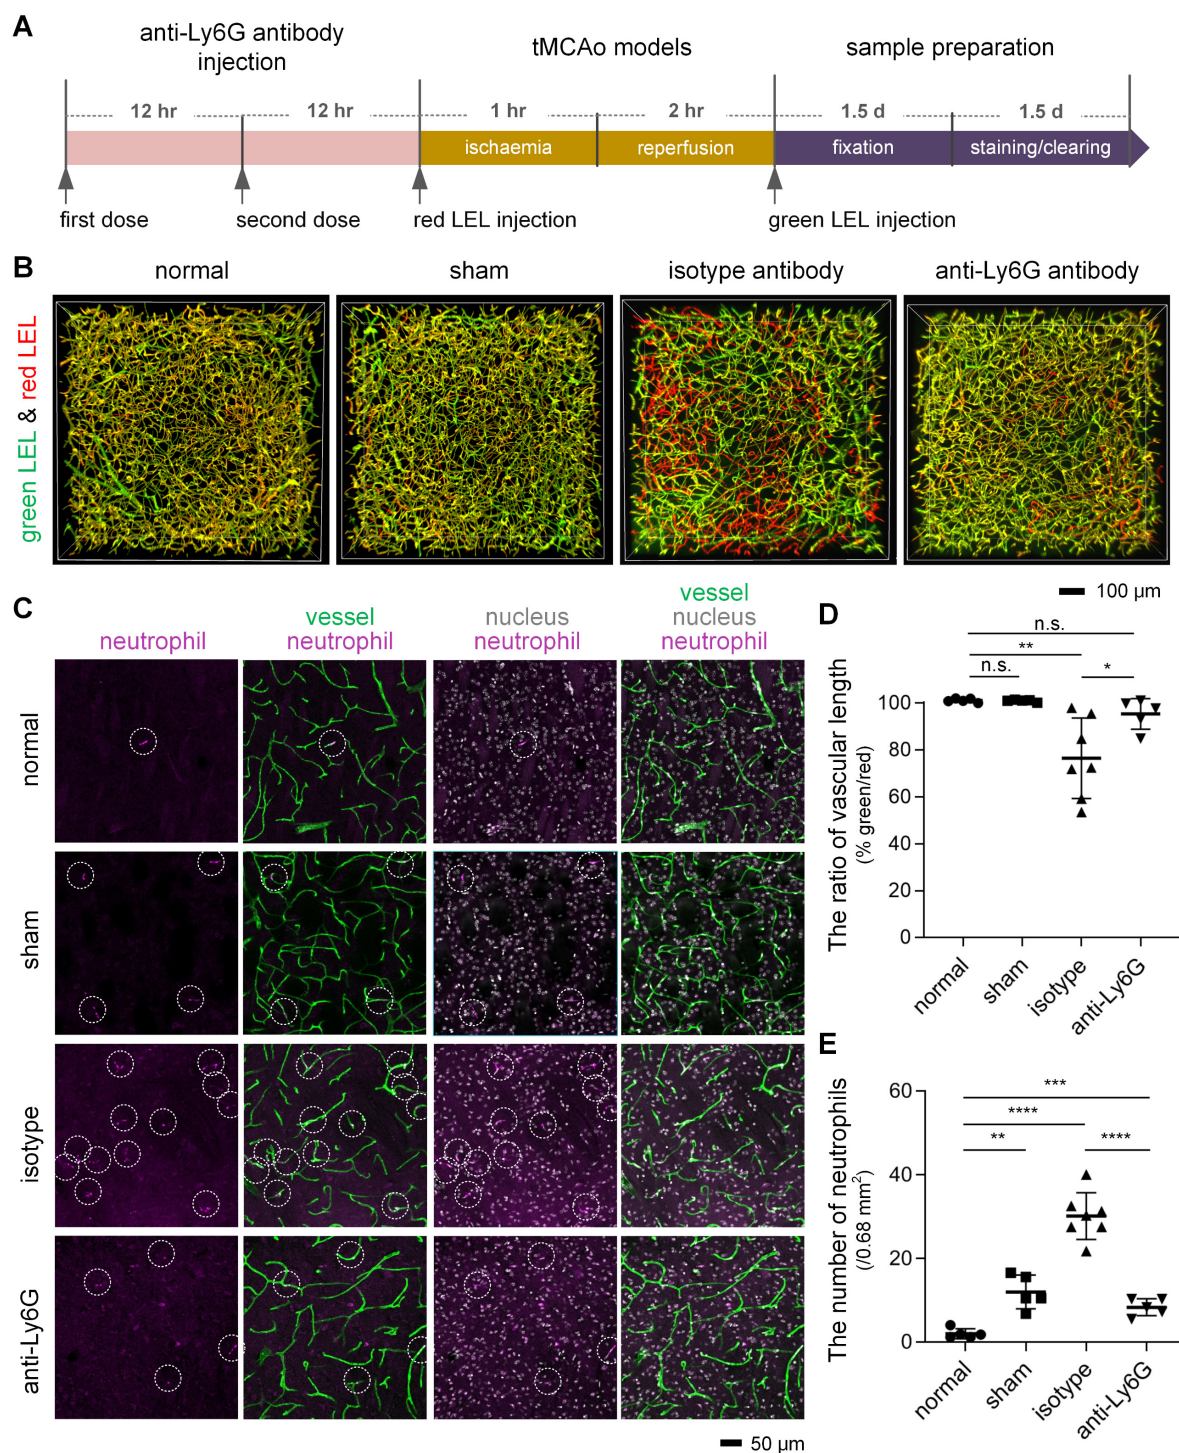 A
anti-Ly6G antibody
injection
tMCAo models
sample preparation
12 hr
12 hr
1 hr
2 hr
1.5 d
1.5 d
ischaemia
reperfusion
fixation
staining/clearing
first dose
second dose
red LEL injection
green LEL injection
B
normal
sham
isotype antibody
anti-Ly6G antibody
green LEL & red LEL
100 µm
C
neutrophil
vessel
neutrophil
nucleus
neutrophil
vessel
nucleus
neutrophil
normal
sham
isotype
anti-Ly6G
50 µm
D
n.s.
**
n.s.
*
The ratio of vascular length
(% green/red)
100
80
60
40
20
0
normal
sham
isotype
anti-Ly6G
E
***
****
**
****
The number of neutrophils
(/0.68 mm²)
60
40
20
0
normal
sham
isotype
anti-Ly6G